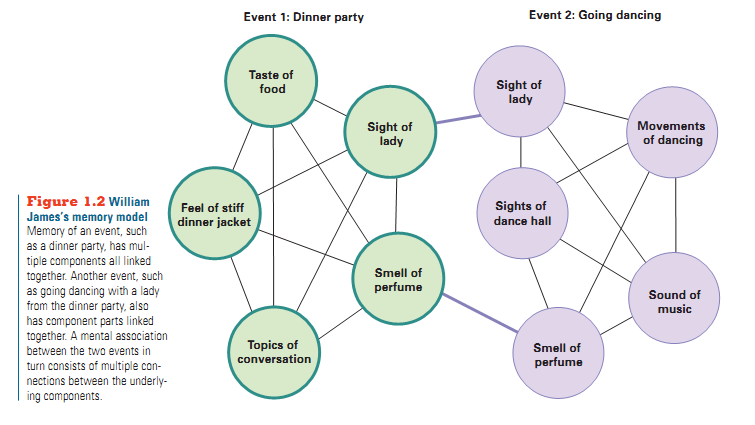 Event 1: Dinner party
Event 2: Going dancing
Taste of
food
Sight of
lady
Feel of stiff
dinner jacket
Smell of
perfume
Topics of
conversation
Sight of
lady
Movements
of dancing
Sights of
dance hall
Sound of
music
Smell of
perfume
Figure 1.2 William
James's memory model
Memory of an event, such
as a dinner party, has mul-
tiple components all linked
together. Another event, such
as going dancing with a lady
from the dinner party, also
has component parts linked
together. A mental association
between the two events in
turn consists of multiple con-
nections between the underly-
ing components.